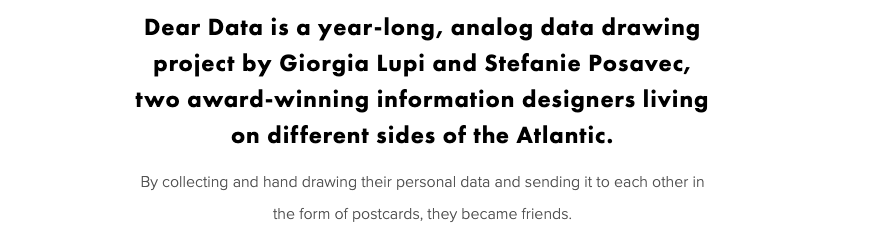 Dear Data is a year-long, analog data drawing
project by Giorgia Lupi and Stefanie Posavec,
two award-winning information designers living
on different sides of the Atlantic.
By collecting and hand drawing their personal data and sending it to each other in
the form of postcards, they became friends.